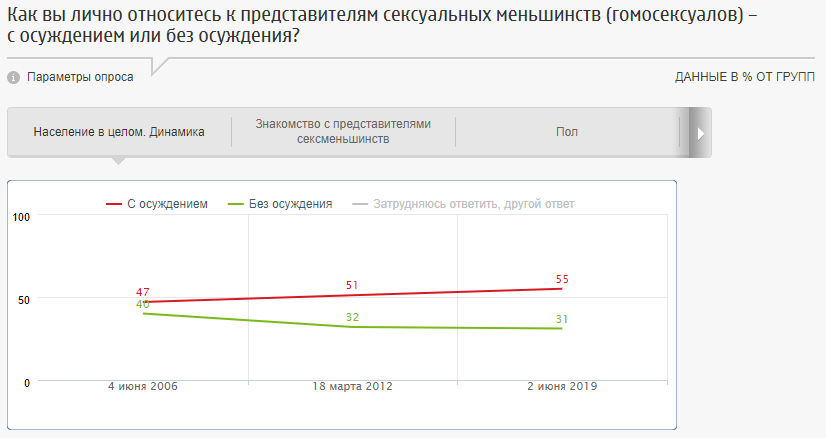 Как вы лично относитесь к представителям сексуальных меньшинств (гомосексуалов) –
с осуждением или без осуждения?
Параметры опроса
ДАННЫЕ В % ОТ ГРУПП
Население в целом. Динамика
Знакомство с представителями
сексменьшинств
Пол
С осуждением Без осуждения Затрудняюсь ответить, другой ответ
100
55
51
47
50
40
32
31
0
4 июня 2006 18 марта 2012 2 июня 2019